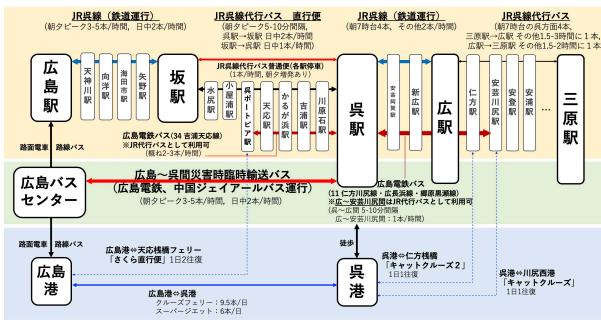 JR呉線（鉄道運行）
(朝夕ピーク3-5本/時間, 日中2本/時間)
JR呉線代行バス　直行便
(朝夕ピーク5-10分間隔,
呉駅→坂駅 日中2本/時間
坂駅→呉駅 日中1本/時間)
JR呉線（鉄道運行）
(朝7時台4本, その他2本/時間)
JR呉線代行バス
(朝7時台の呉方面4本,
三原駅→広駅 その他1.5-3時間に1本,
広駅→三原駅 その他1.5-2時間に1本
JR呉線代行バス普通便(各駅停車)
(1本/時間, 朝夕増発あり)
広島駅
天神川駅
向洋駅
海田市駅
矢野駅
坂駅
水尻駅
小屋浦駅
呉ポートピア駅
天応駅
かるが浜駅
吉浦駅
川原石駅
呉駅
安芸阿賀駅
新広駅
広駅
仁方駅
安芸川尻駅
安登駅
安浦駅
…
三原駅
広島電鉄バス(34 吉浦天応線)
※JR代行バスとして利用可
(概ね2-3本/時間)
路面電車
路線バス
広島バス
センター
広島～呉間災害時臨時輸送バス
(広島電鉄、中国ジェイアールバス運行)
(朝夕ピーク3-5本/時間, 日中2本/時間)
広島電鉄バス
(11 仁方川尻線・広長浜線・郷原黒瀬線)
※広～安芸川尻間はJR代行バスとして利用可
(呉～広間 5-10分間隔
広～安芸川尻間：1本/時間)
路面電車
路線バス
徒歩
広島港
広島港⇔天応桟橋フェリー
「さくら直行便」1日2往復
広島港⇔呉港
クルーズフェリー：9.5本/日
スーパージェット：6本/日
呉港
呉港⇔仁方桟橋
「キャットクルーズ２」
1日1往復
呉港⇔川尻西港
「キャットクルーズ」
1日1往復